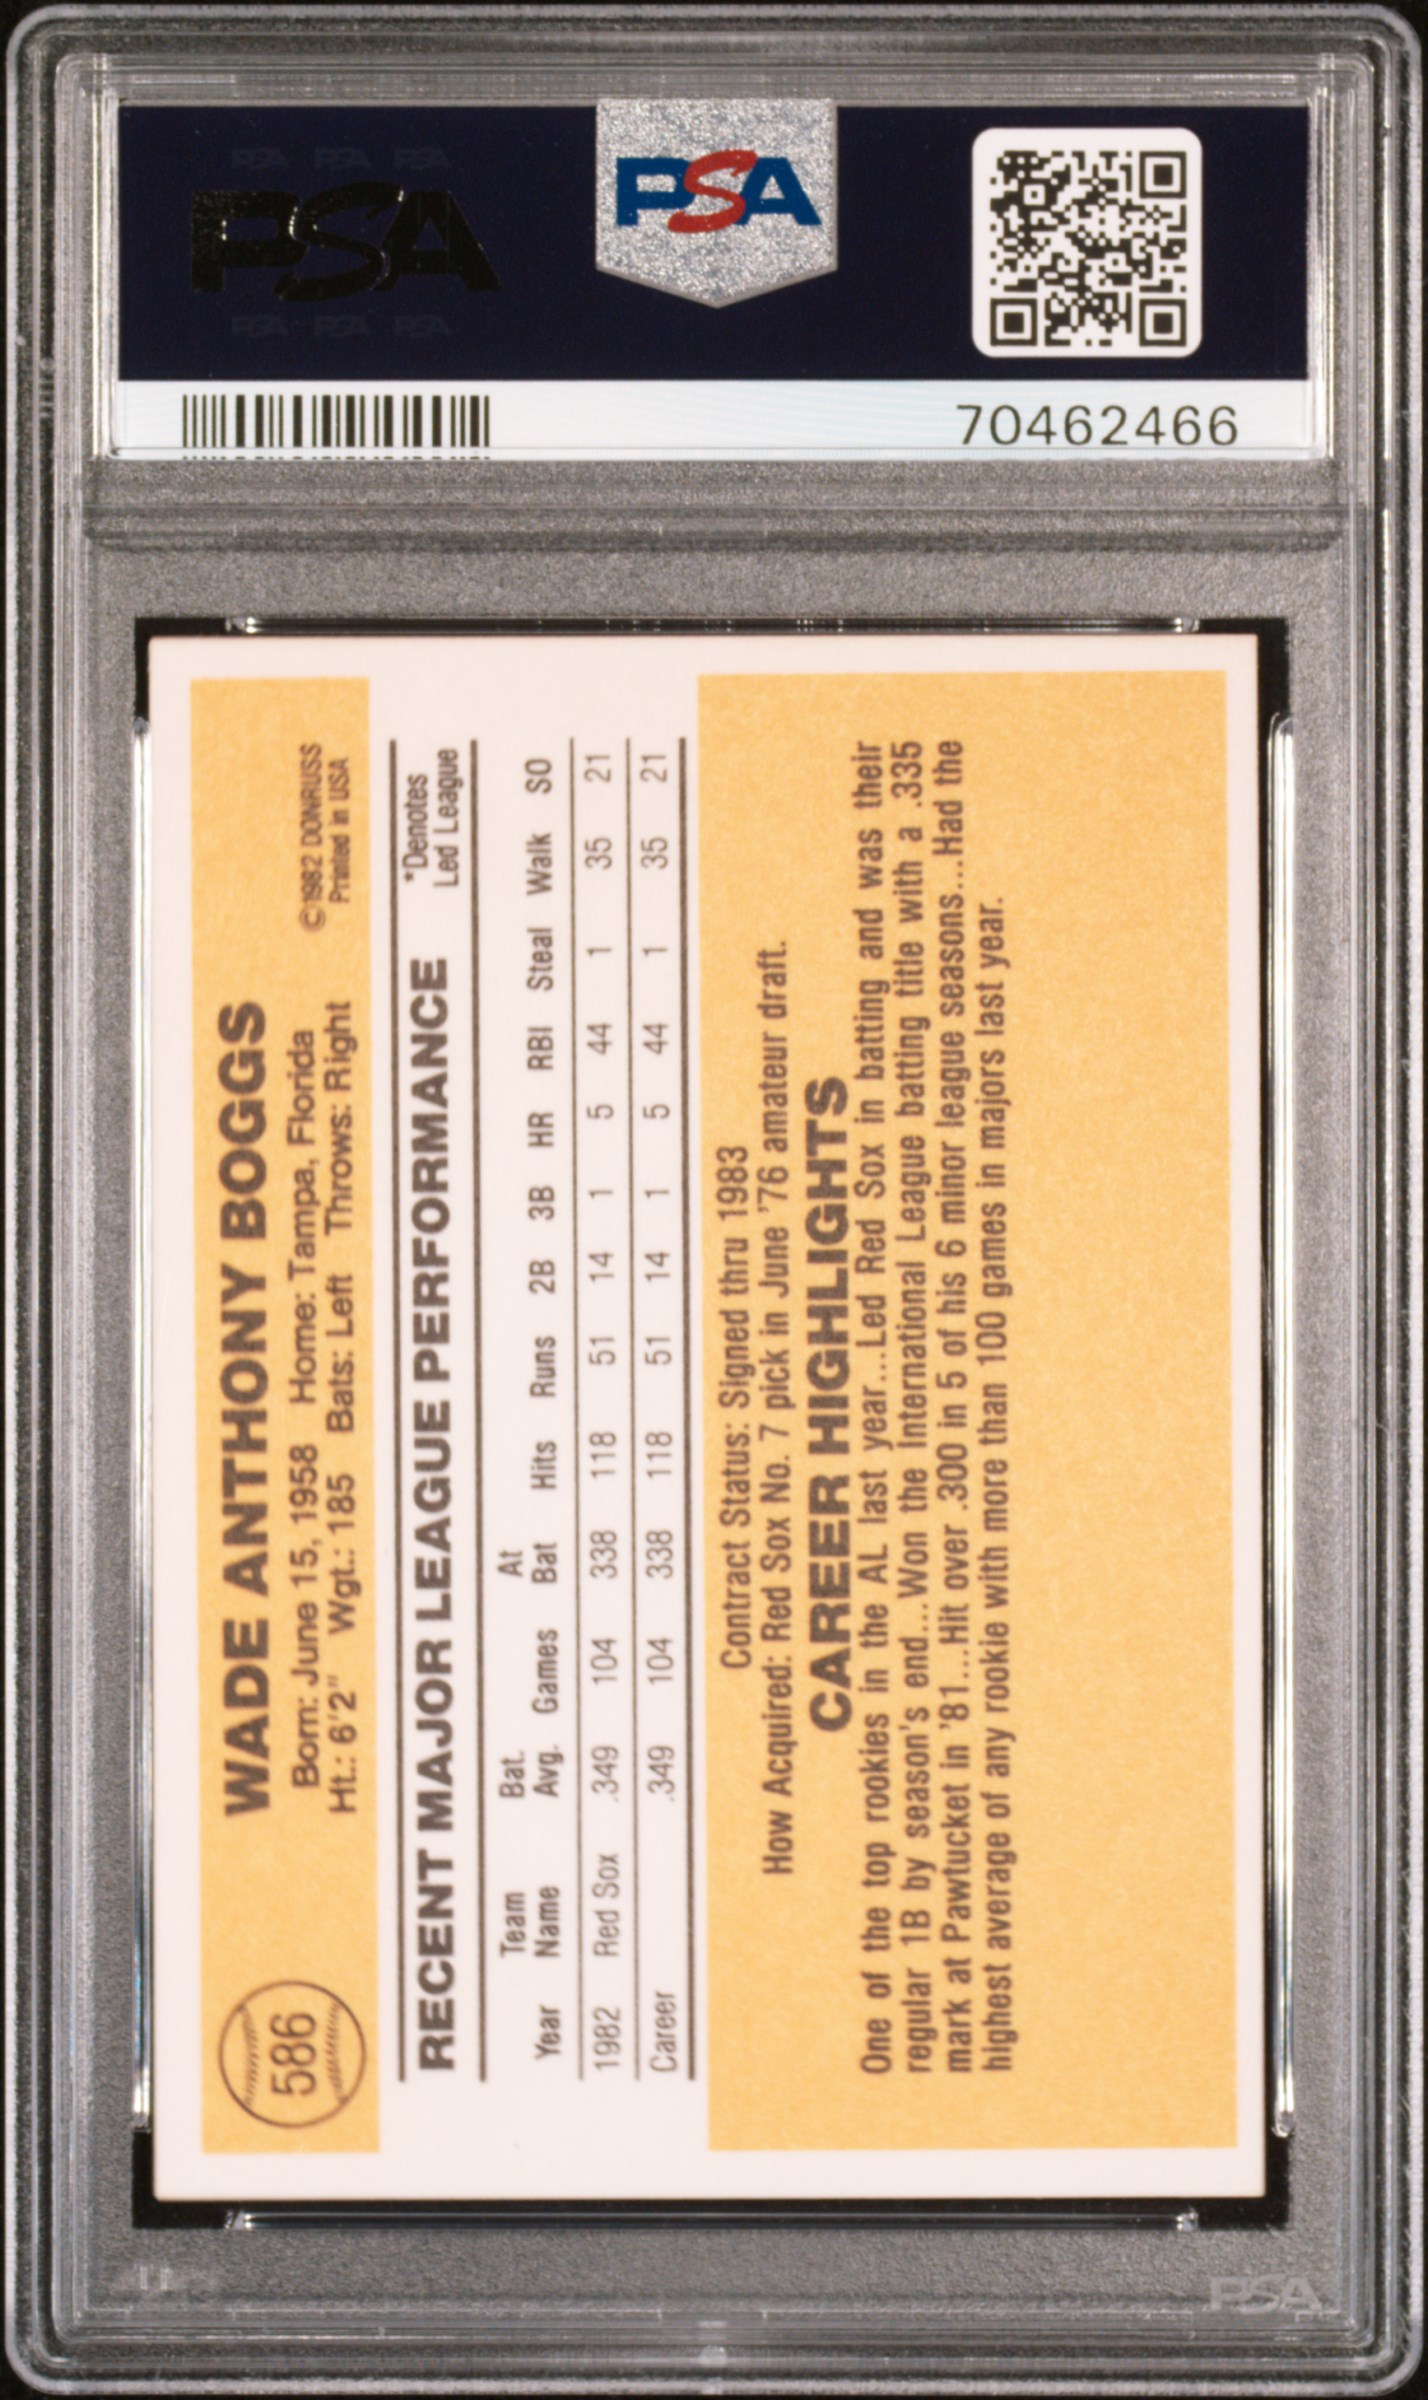 PSA PSA PSA
PSA
PSA PSA PSA
PSA
70462466
586
WADE ANTHONY BOGGS
Born: June 15, 1958 Home: Tampa, Florida
Ht.: 6'2" Wgt.: 185 Bats: Left Throws: Right
©1982 DONRUSS
Printed in USA
RECENT MAJOR LEAGUE PERFORMANCE
*Denotes
Led League
Year Team Name Bat. Avg. Games At Bat Hits Runs 2B 3B HR RBI Steal Walk SO
1982 Red Sox .349 104 338 118 51 14 1 5 44 1 35 21
Career .349 104 338 118 51 14 1 5 44 1 35 21
Contract Status: Signed thru 1983
How Acquired: Red Sox No. 7 pick in June '76 amateur draft.
CAREER HIGHLIGHTS
One of the top rookies in the AL last year...Led Red Sox in batting and was their
regular 1B by season's end...Won the International League batting title with a .335
mark at Pawtucket in '81...Hit over .300 in 5 of his 6 minor league seasons...Had the
highest average of any rookie with more than 100 games in majors last year.
PSA